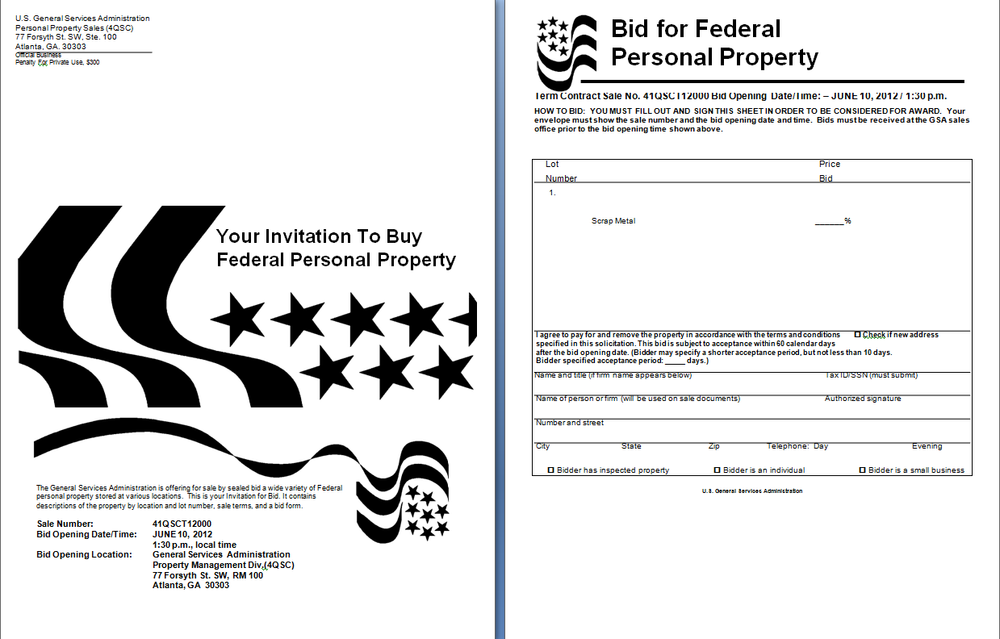 U.S. General Services Administration
Personal Property Sales (4QSC)
77 Forsyth St. SW, Ste. 100
Atlanta, GA. 30303
Official Business
Penalty For Private Use, $300
Your Invitation To Buy
Federal Personal Property
The General Services Administration is offering for sale by sealed bid a wide variety of Federal
personal property stored at various locations. This is your Invitation for Bid. It contains
descriptions of the property by location and lot number, sale terms, and a bid form.
Sale Number: 41QSCT12000
Bid Opening Date/Time: JUNE 10, 2012
1:30 p.m., local time
Bid Opening Location: General Services Administration
Property Management Div,(4QSC)
77 Forsyth St. SW, RM 100
Atlanta, GA 30303
Bid for Federal
Personal Property
Term Contract Sale No. 41QSCT12000 Bid Opening Date/Time: – JUNE 10, 2012 / 1:30 p.m.
HOW TO BID: YOU MUST FILL OUT AND SIGN THIS SHEET IN ORDER TO BE CONSIDERED FOR AWARD. Your
envelope must show the sale number and the bid opening date and time. Bids must be received at the GSA sales
office prior to the bid opening time shown above.
Lot Price
Number Bid
1.
Scrap Metal ______%
I agree to pay for and remove the property in accordance with the terms and conditions ☐ Check if new address
specified in this solicitation. This bid is subject to acceptance within 60 calendar days
after the bid opening date. (Bidder may specify a shorter acceptance period, but not less than 10 days.
Bidder specified acceptance period: _____ days.)
Name and title (if firm name appears below) Tax ID/SSN (must submit)
Name of person or firm (will be used on sale documents) Authorized signature
Number and street
City State Zip Telephone: Day Evening
☐ Bidder has inspected property ☐ Bidder is an individual ☐ Bidder is a small business
U.S. General Services Administration